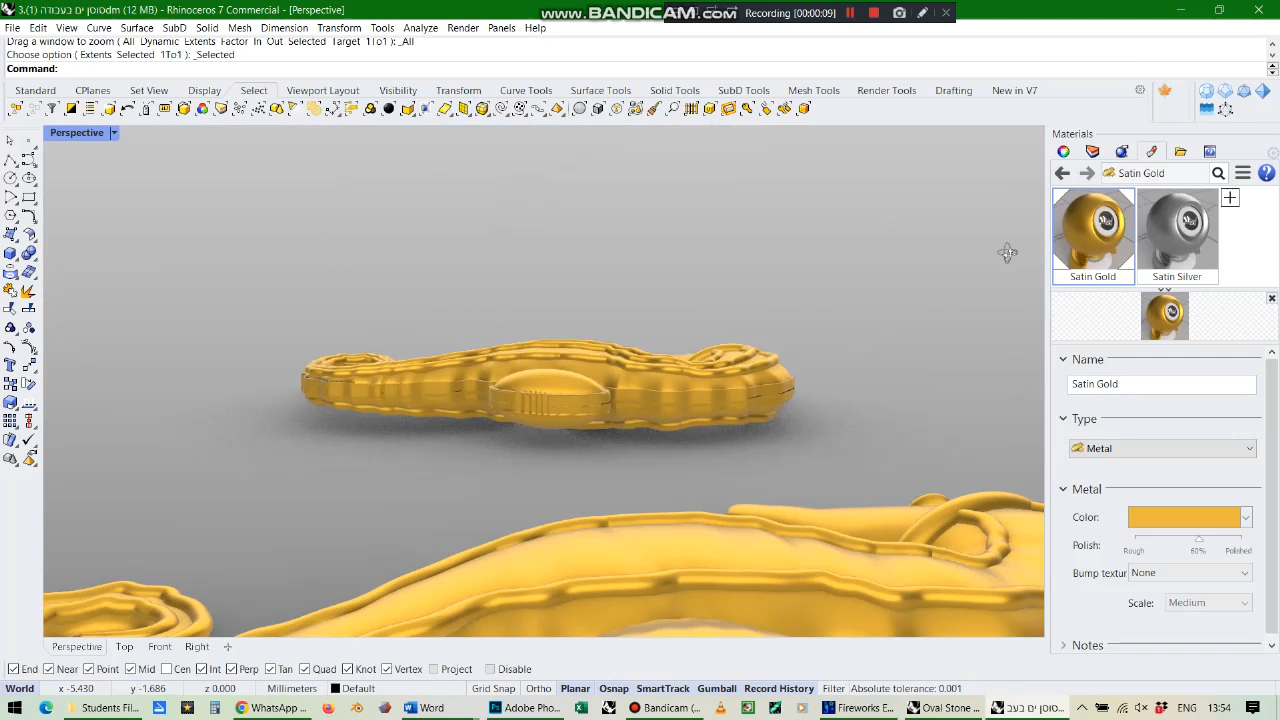 3.(1) מסוסון ים בעבודה (12 MB) - Rhinoceros 7 Commercial - [Perspective]
www.BANDICAM.com
Recording [00:00:09]
File Edit View Curve Surface SubD Solid Mesh Dimension Transform Tools Analyze Render Panels Help
Drag a window to zoom ( All Dynamic Extents Factor In Out Selected Target 1To1 ): _All
Choose option ( Extents Selected 1To1 ): _Selected
Command:
Standard CPlanes Set View Display Select Viewport Layout Visibility Transform Curve Tools Surface Tools Solid Tools SubD Tools Mesh Tools Render Tools Drafting New in V7
Perspective
Materials
Satin Gold
Satin Gold Satin Silver
Name
Satin Gold
Type
Metal
Metal
Color:
Polish:
Rough 60% Polished
Bump textur None
Scale: Medium
Notes
Perspective Top Front Right
End Near Point Mid Cen Int Perp Tan Quad Knot Vertex Project Disable
World x -5.430 y -1.686 z 0.000 Millimeters Default Grid Snap Ortho Planar Osnap SmartTrack Gumball Record History Filter Absolute tolerance: 0.001
Students Fil... WhatsApp ... Word Adobe Pho... Bandicam (... Fireworks E... Oval Stone ... 13:54